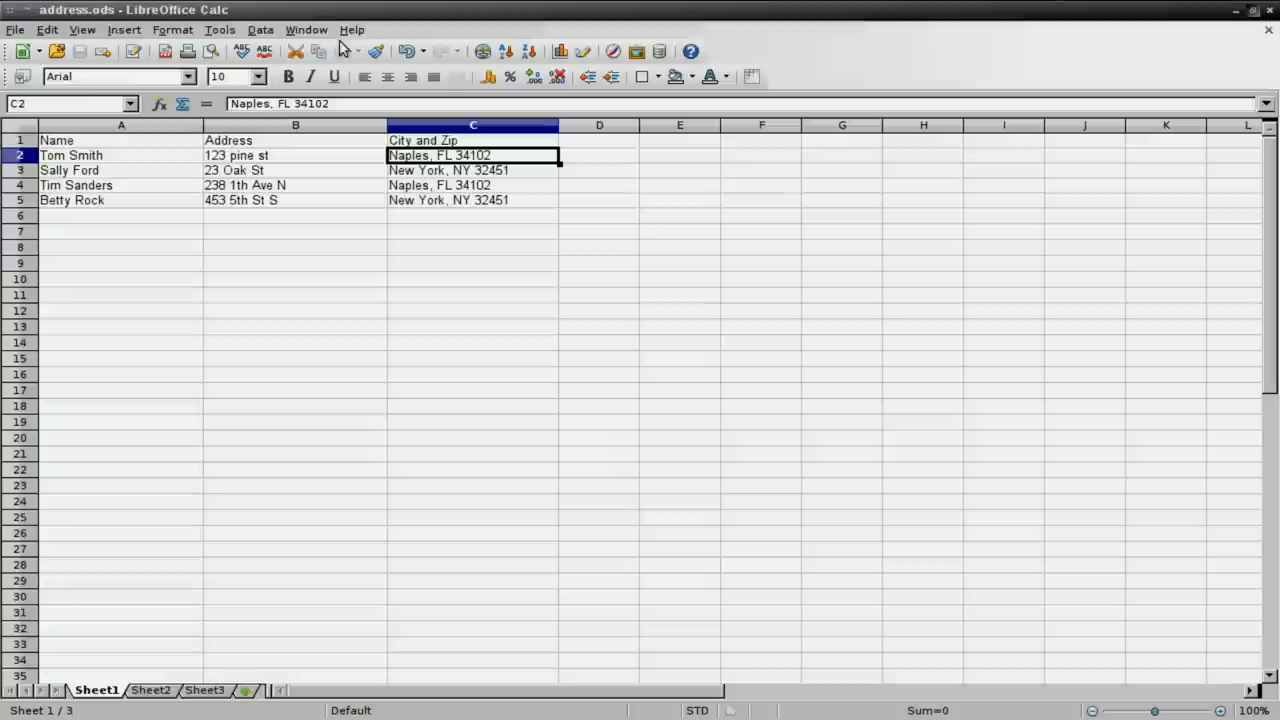 address.ods - LibreOffice Calc
File Edit View Insert Format Tools Data Window Help
Arial 10
C2 Naples, FL 34102
A B C D E F G H I J K L
1 Name Address City and Zip
2 Tom Smith 123 pine st Naples, FL 34102
3 Sally Ford 23 Oak St New York, NY 32451
4 Tim Sanders 238 1th Ave N Naples, FL 34102
5 Betty Rock 453 5th St S New York, NY 32451
6
7
8
9
10
11
12
13
14
15
16
17
18
19
20
21
22
23
24
25
26
27
28
29
30
31
32
33
34
35
Sheet1 Sheet2 Sheet3
Sheet 1 / 3 Default STD Sum=0 100%